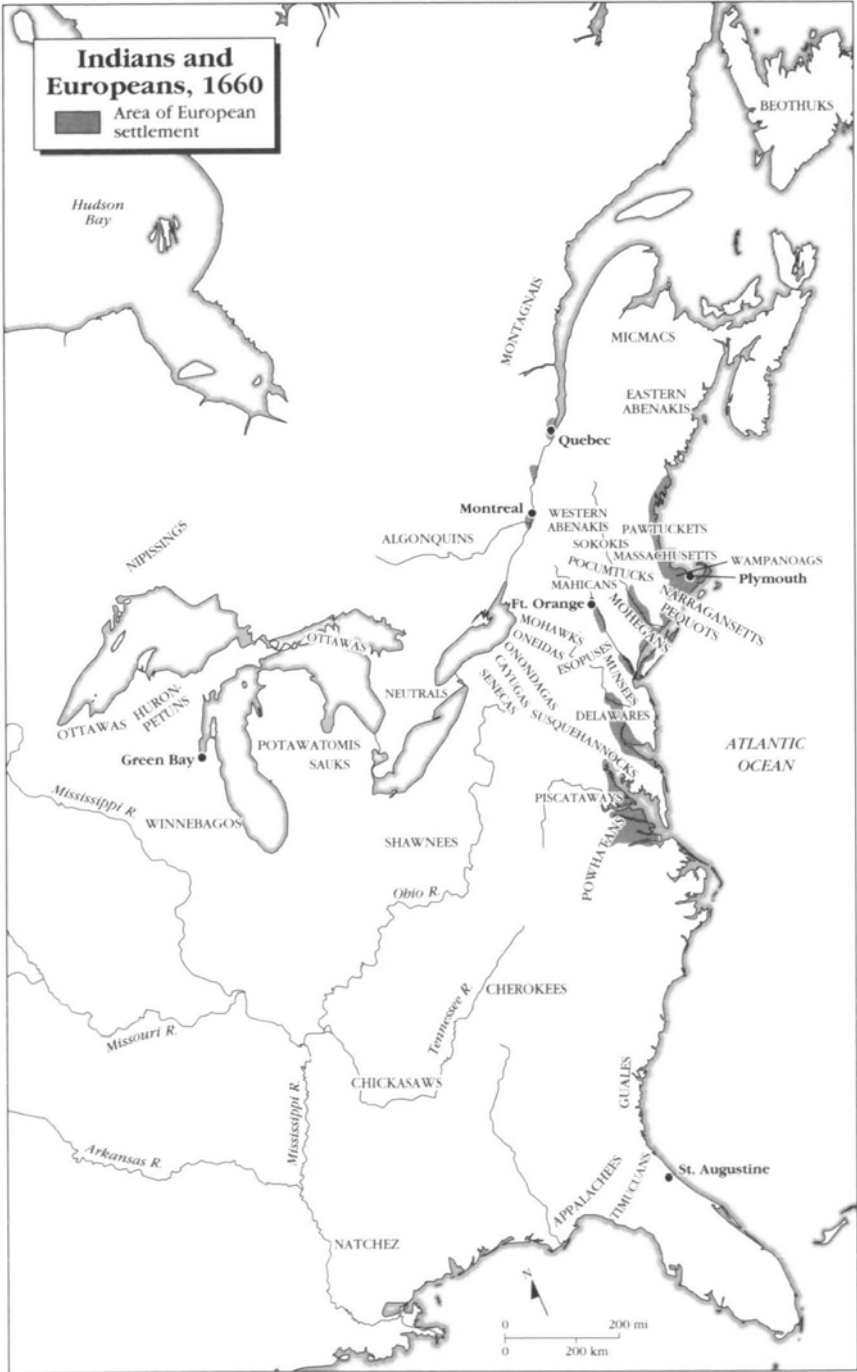 Indians and
Europeans, 1660
Area of European
settlement
BEOTHUKS
Hudson
Bay
MONTAGNAIS
MICMACS
EASTERN
ABENAKIS
Quebec
Montreal
WESTERN
ABENAKIS
PAWTUCKETS
ALGONQUINS
SOKOKIS
MASSACHUSETTS
WAMPANOAGS
NIPISSINGS
POCUMTUCKS
Plymouth
MAHICANS
NARRAGANSETTS
Ft. Orange
MOHEGANS
PEQUOTS
MOHAWKS
OTTAWAS
ONEIDAS
ESOPUSES
ONONDAGAS
MUNSEES
NEUTRALS
CAYUGAS
SENECAS
HURON-
PETUNS
OTTAWAS
SUSQUEHANNOCKS
DELAWARES
POTAWATOMIS
SAUKS
Green Bay
ATLANTIC
OCEAN
Mississippi R.
PISCATAWAYS
WINNEBAGOS
SHAWNEES
POWHATANS
Ohio R.
CHEROKEES
Tennessee R.
Missouri R.
CHICKASAWS
Mississippi R.
GUALES
Arkansas R.
St. Augustine
APPALACHEES
TIMUCUANS
NATCHEZ
N
0 200 mi
0 200 km